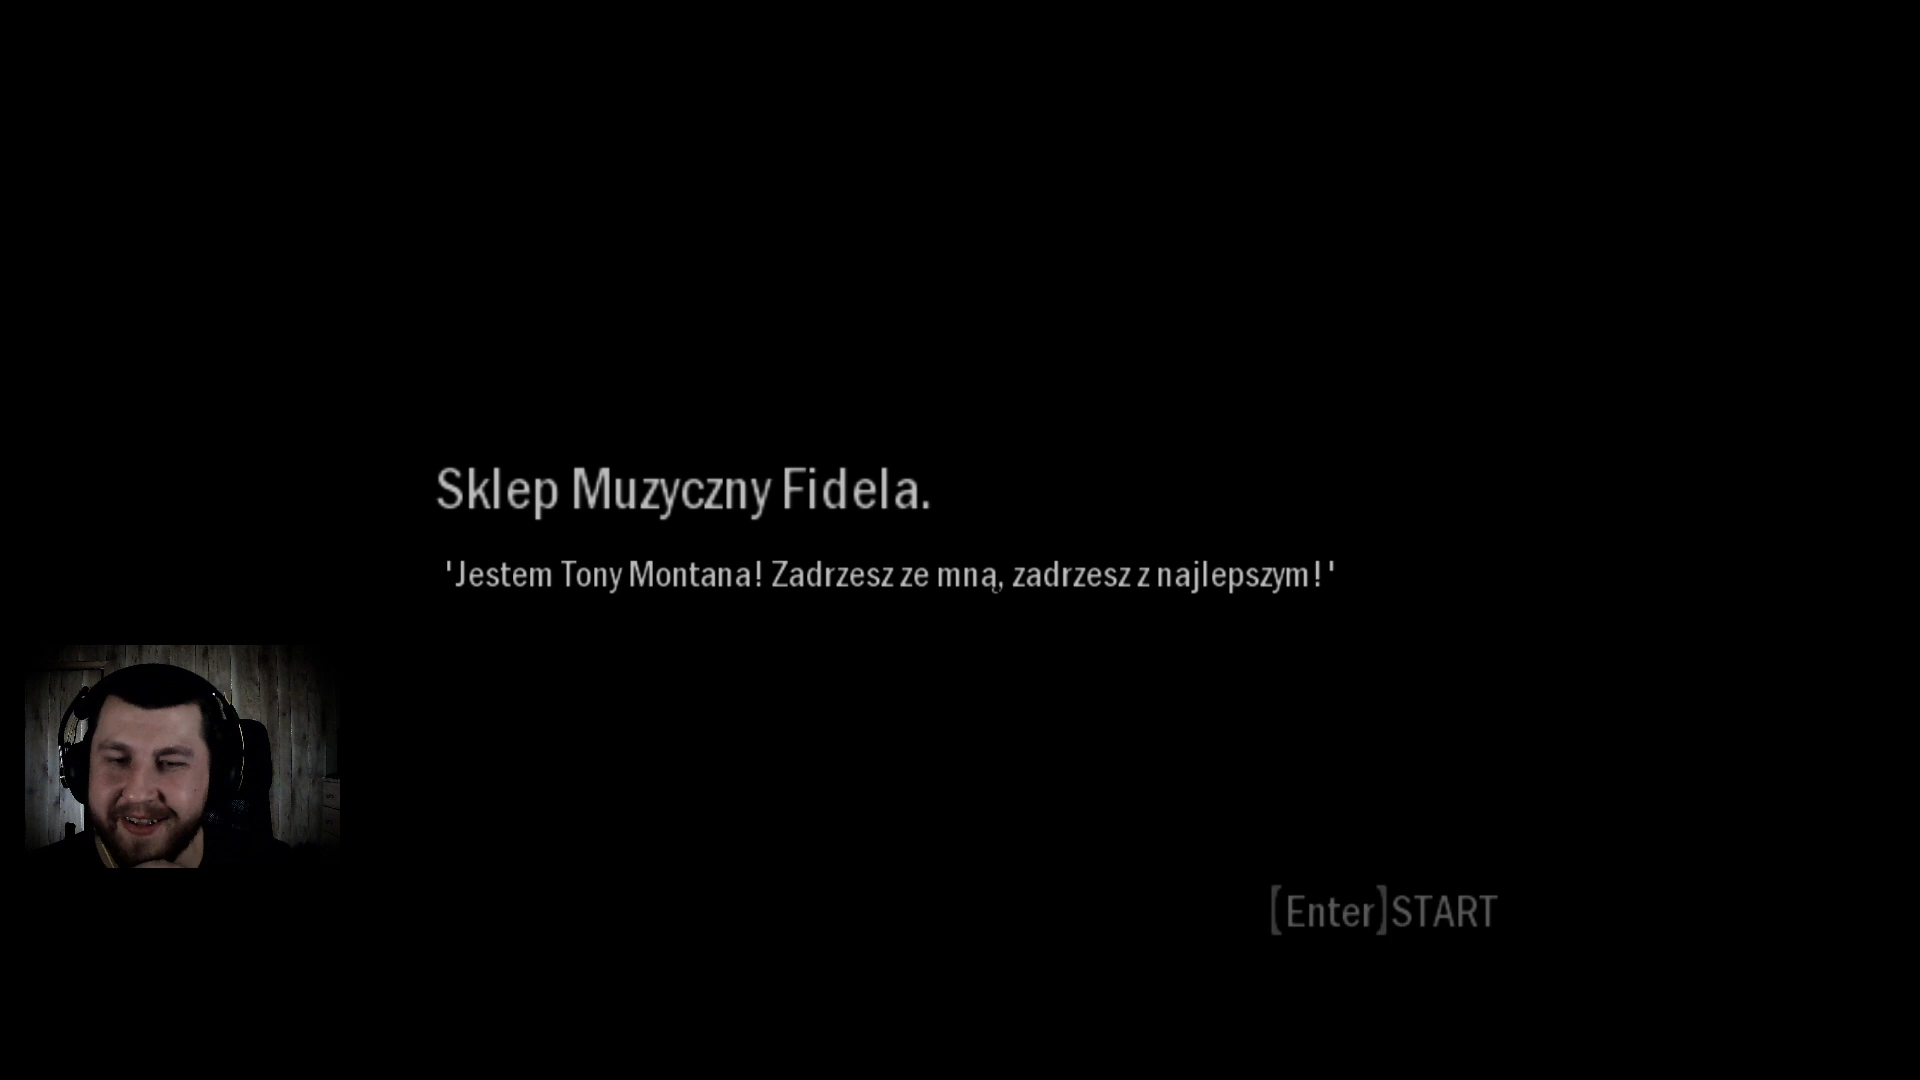 Sklep Muzyczny Fidela.
'Jestem Tony Montana! Zadrzesz ze mną, zadrzesz z najlepszym!'
[Enter]START